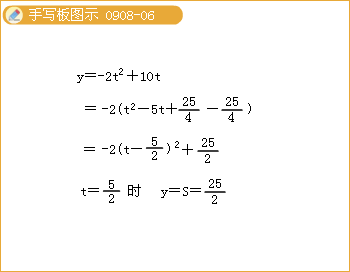 手写板图示 0908-06
y=-2t²+10t
= -2(t²-5t+25/4 -25/4)
= -2(t-5/2)²+25/2
t=5/2 时 y=S=25/2